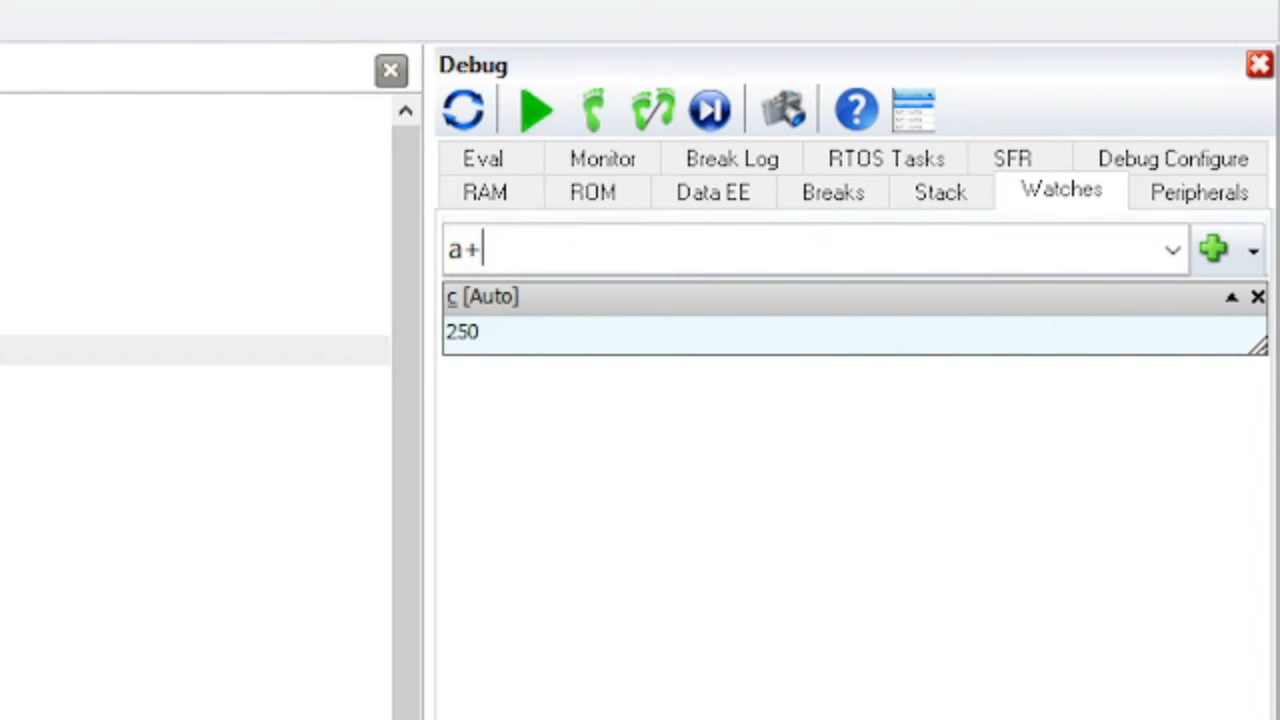 Debug
Eval Monitor Break Log RTOS Tasks SFR Debug Configure
RAM ROM Data EE Breaks Stack Watches Peripherals
a+
c [Auto]
250